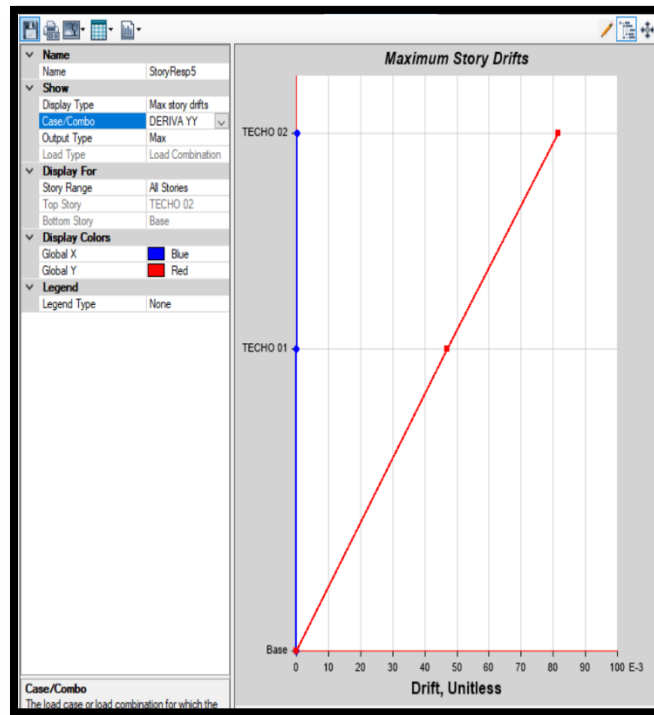 Name
Name StoryResp5
Show
Display Type Max story drifts
Case/Combo DERIVA YY
Output Type Max
Load Type Load Combination
Display For
Story Range All Stories
Top Story TECHO 02
Bottom Story Base
Display Colors
Global X Blue
Global Y Red
Legend
Legend Type None
Case/Combo
The load case or load combination for which the
Maximum Story Drifts
TECHO 02
TECHO 01
Base
0 10 20 30 40 50 60 70 80 90 100 E-3
Drift, Unitless